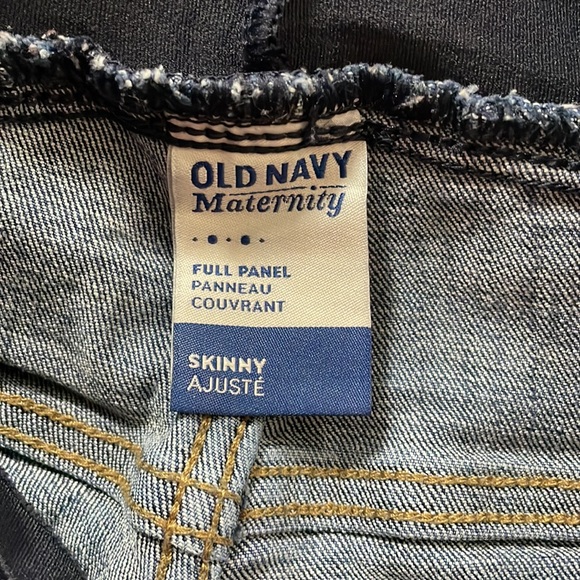 OLD NAVY
Maternity
FULL PANEL
PANNEAU
COUVRANT
SKINNY
AJUSTÉ